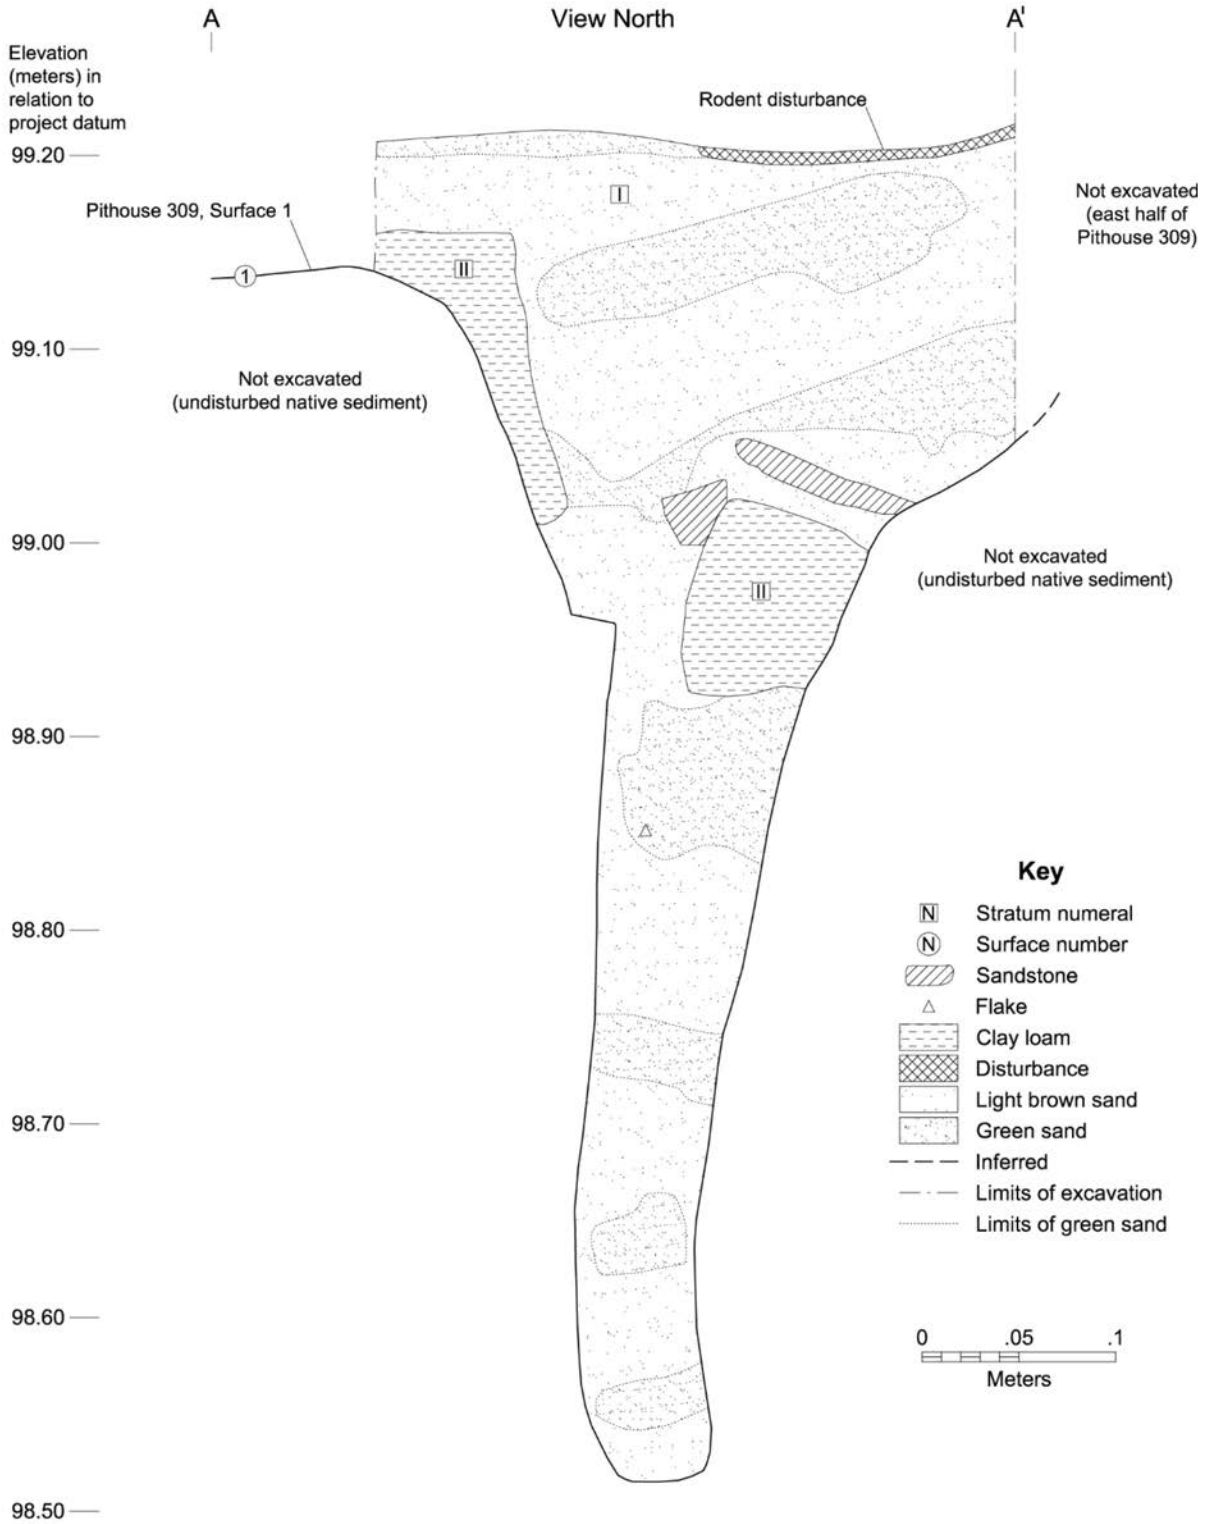 A
View North
A'
Elevation
(meters) in
relation to
project datum
Rodent disturbance
99.20
I
Not excavated
(east half of
Pithouse 309)
Pithouse 309, Surface 1
II
1
99.10
Not excavated
(undisturbed native sediment)
99.00
Not excavated
(undisturbed native sediment)
II
98.90
98.80
Key
N Stratum numeral
N Surface number
Sandstone
Flake
Clay loam
Disturbance
Light brown sand
Green sand
Inferred
Limits of excavation
Limits of green sand
98.70
98.60
0 .05 .1
Meters
98.50